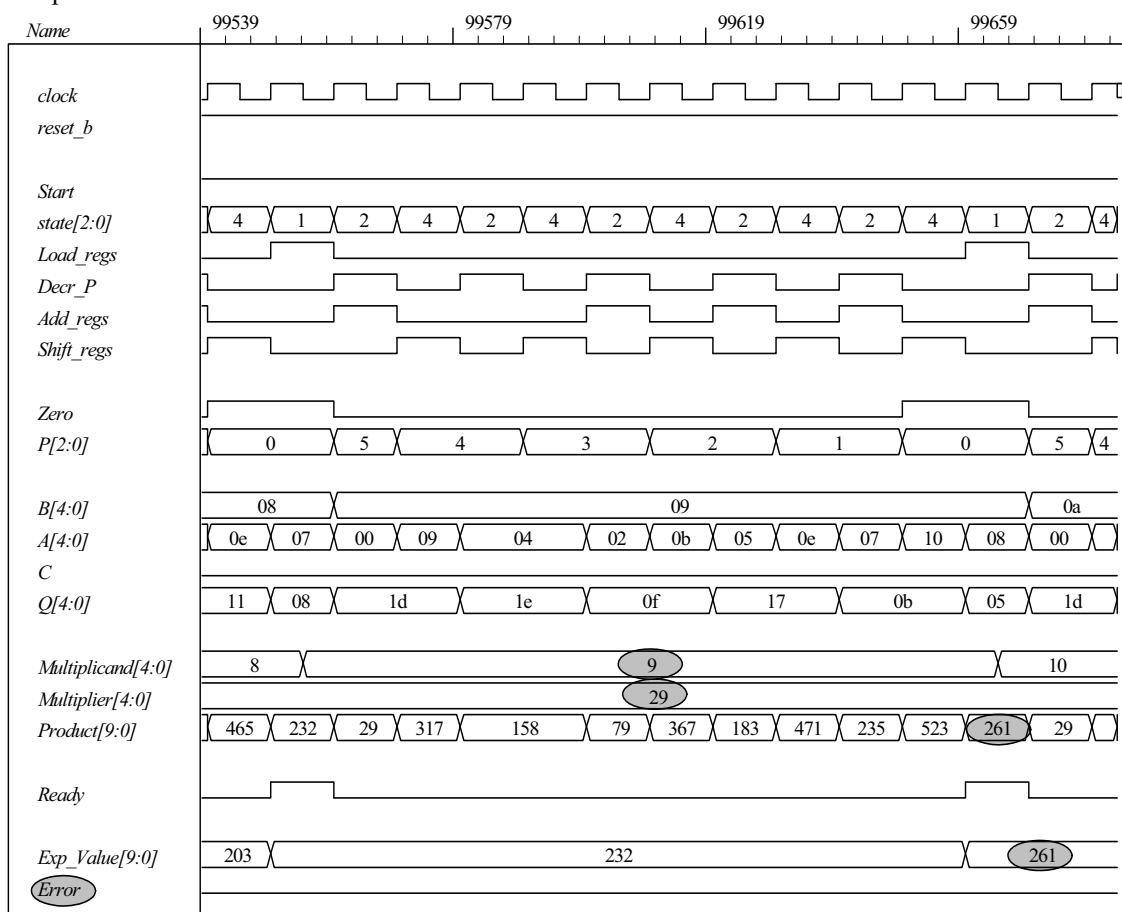 Name 99539 99579 99619 99659
clock
reset_b
Start
state[2:0] 4 1 2 4 2 4 2 4 2 4 2 4 1 2 4
Load_regs
Decr_P
Add_regs
Shift_regs
Zero
P[2:0] 0 5 4 3 2 1 0 5 4
B[4:0] 08 09 0a
A[4:0] 0e 07 00 09 04 02 0b 05 0e 07 10 08 00
C
Q[4:0] 11 08 1d 1e 0f 17 0b 05 1d
Multiplicand[4:0] 8 9 10
Multiplier[4:0] 29
Product[9:0] 465 232 29 317 158 79 367 183 471 235 523 261 29
Ready
Exp_Value[9:0] 203 232 261
Error